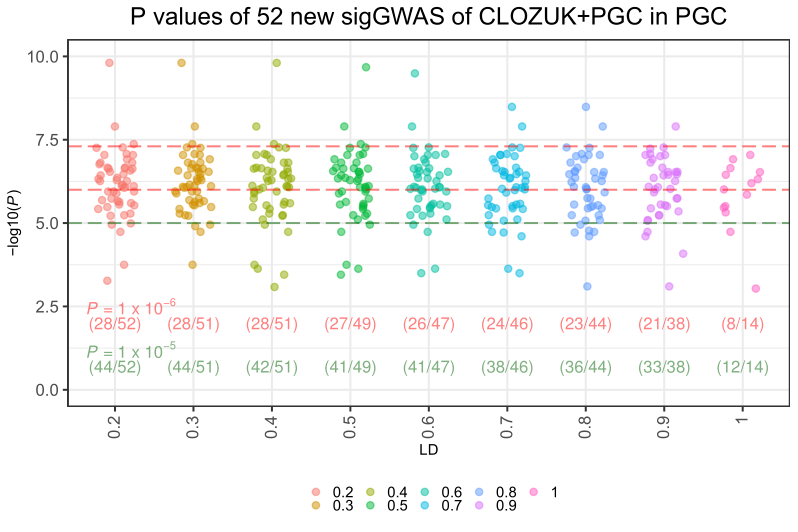 P values of 52 new sigGWAS of CLOZUK+PGC in PGC
10.0
7.5
5.0
2.5
0.0
−log10(P)
P = 1 x 10⁻⁶
(28/52) (28/51) (28/51) (27/49) (26/47) (24/46) (23/44) (21/38) (8/14)
P = 1 x 10⁻⁵
(44/52) (44/51) (42/51) (41/49) (41/47) (38/46) (36/44) (33/38) (12/14)
0.2 0.3 0.4 0.5 0.6 0.7 0.8 0.9 1
LD
0.2 0.4 0.6 0.8 1
0.3 0.5 0.7 0.9